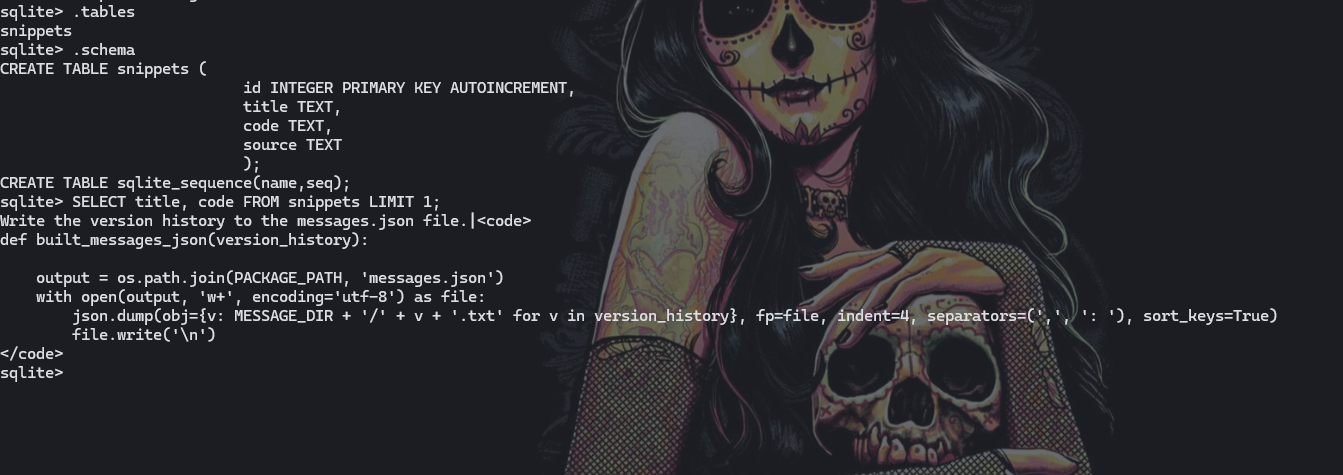 sqlite> .tables
snippets
sqlite> .schema
CREATE TABLE snippets (
                           id INTEGER PRIMARY KEY AUTOINCREMENT,
                           title TEXT,
                           code TEXT,
                           source TEXT
                           );
CREATE TABLE sqlite_sequence(name,seq);
sqlite> SELECT title, code FROM snippets LIMIT 1;
Write the version history to the messages.json file.|<code>
def built_messages_json(version_history):

    output = os.path.join(PACKAGE_PATH, 'messages.json')
    with open(output, 'w+', encoding='utf-8') as file:
        json.dump(obj={v: MESSAGE_DIR + '/' + v + '.txt' for v in version_history}, fp=file, indent=4, separators=(',', ': '), sort_keys=True)
        file.write('\n')
</code>
sqlite>